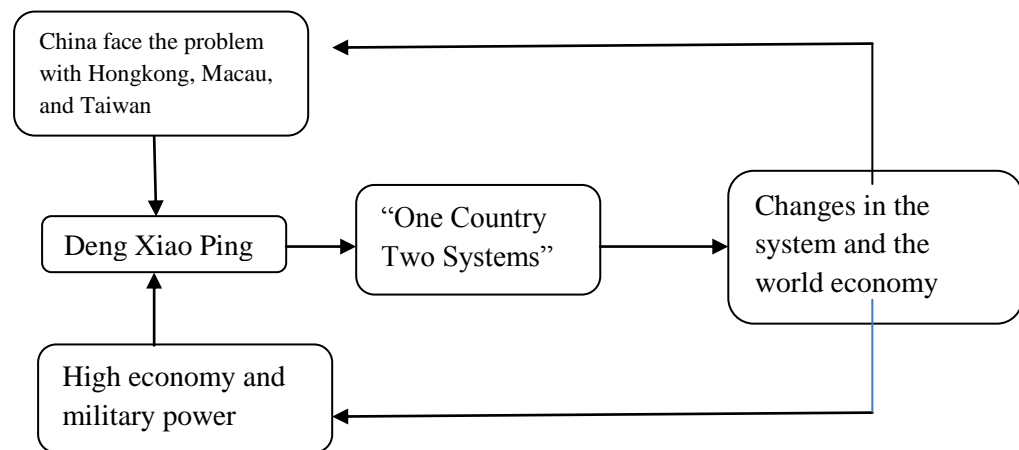 China face the problem
with Hongkong, Macau,
and Taiwan
Deng Xiao Ping
“One Country
Two Systems”
Changes in the
system and the
world economy
High economy and
military power